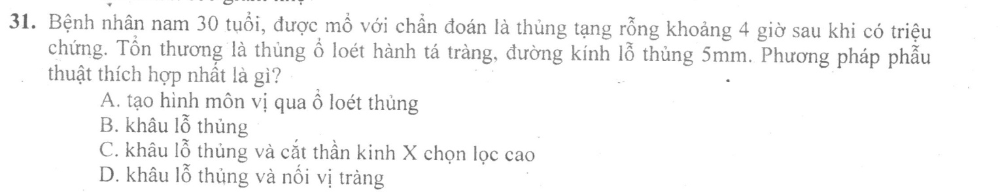 31. Bệnh nhân nam 30 tuổi, được mổ với chẩn đoán là thủng tạng rỗng khoảng 4 giờ sau khi có triệu
chứng. Tổn thương là thủng ổ loét hành tá tràng, đường kính lỗ thủng 5mm. Phương pháp phẫu
thuật thích hợp nhất là gì?
A. tạo hình môn vị qua ổ loét thủng
B. khâu lỗ thủng
C. khâu lỗ thủng và cắt thần kinh X chọn lọc cao
D. khâu lỗ thủng và nối vị tràng